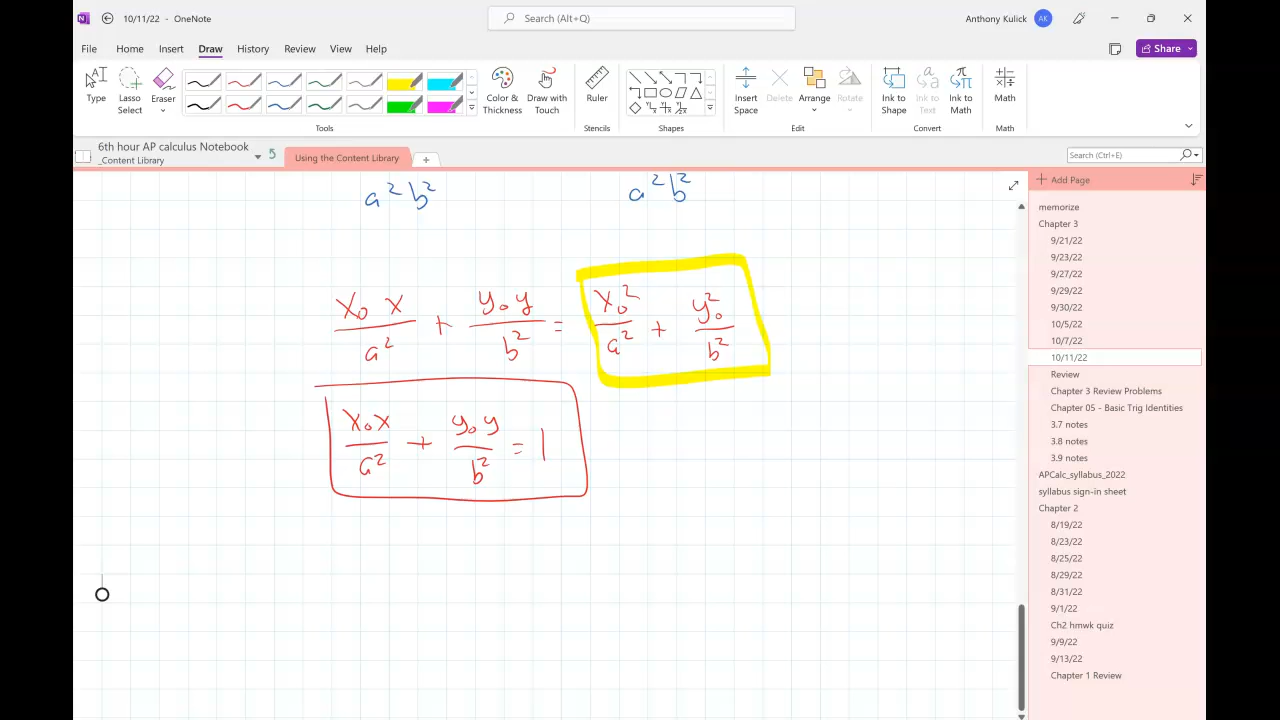 10/11/22 - OneNote
Search (Alt+Q)
Anthony Kulick AK
File Home Insert Draw History Review View Help
Share
Type
Lasso Select
Eraser
Color & Thickness
Draw with Touch
Ruler
Insert Space
Delete
Arrange
Rotate
Ink to Shape
Ink to Text
Ink to Math
Math
Tools Stencils Shapes Edit Convert Math
6th hour AP calculus Notebook
_Content Library
Using the Content Library
Search (Ctrl+E)
a² b² a² b²
x₀ x / a² + y₀ y / b² = x₀² / a² + y₀² / b²
x₀ x / a² + y₀ y / b² = 1
Add Page
memorize
Chapter 3
9/21/22
9/23/22
9/27/22
9/29/22
9/30/22
10/5/22
10/7/22
10/11/22
Review
Chapter 3 Review Problems
Chapter 05 - Basic Trig Identities
3.7 notes
3.8 notes
3.9 notes
APCalc_syllabus_2022
syllabus sign-in sheet
Chapter 2
8/19/22
8/23/22
8/25/22
8/29/22
8/31/22
9/1/22
Ch2 hmwk quiz
9/9/22
9/13/22
Chapter 1 Review